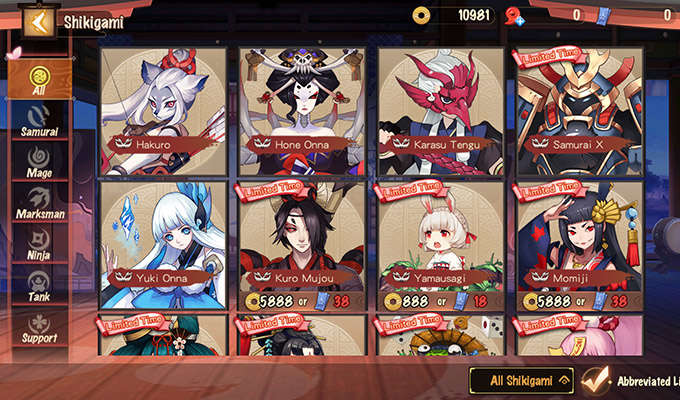 Shikigami
10981
0
0
All
Samurai
Mage
Marksman
Ninja
Tank
Support
Hakuro
Hone Onna
Karasu Tengu
Limited Time
Samurai X
Yuki Onna
Limited Time
Kuro Mujou
5888 or 38
Limited Time
Yamausagi
888 or 18
Limited Time
Momiji
5888 or 38
Limited Time
Limited Time
Limited Time
Limited Time
All Shikigami
Abbreviated Li